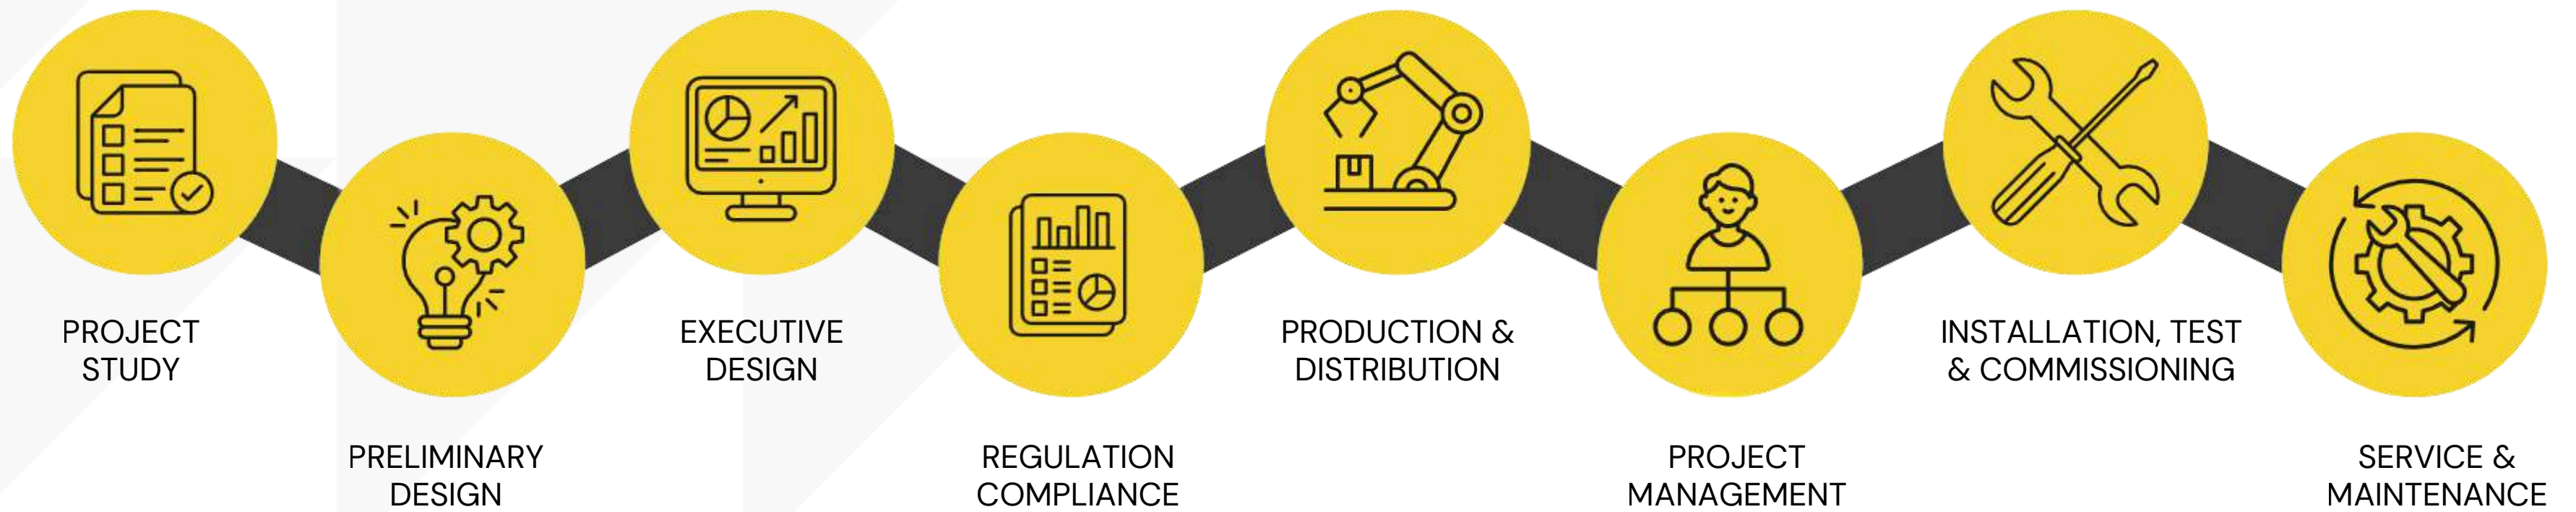 PROJECT
STUDY
PRELIMINARY
DESIGN
EXECUTIVE
DESIGN
REGULATION
COMPLIANCE
PRODUCTION &
DISTRIBUTION
PROJECT
MANAGEMENT
INSTALLATION, TEST
& COMMISSIONING
SERVICE &
MAINTENANCE